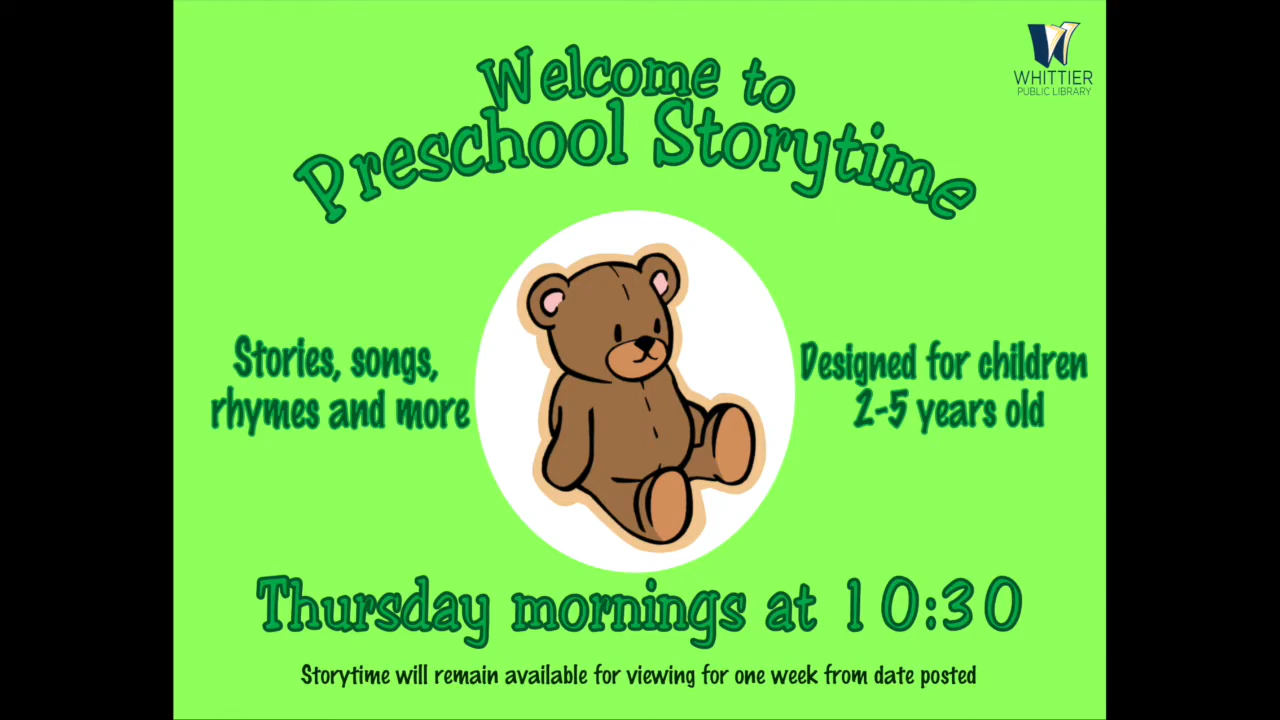 WHITTIER
PUBLIC LIBRARY
Welcome to
Preschool Storytime
Stories, songs,
rhymes and more
Designed for children
2-5 years old
Thursday mornings at 10:30
Storytime will remain available for viewing for one week from date posted